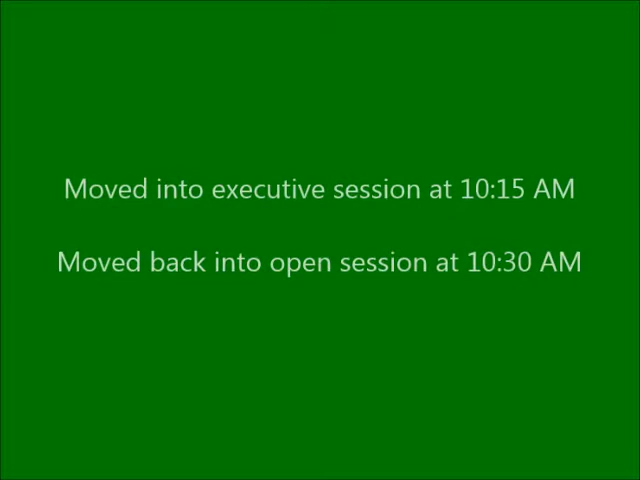 Moved into executive session at 10:15 AM
Moved back into open session at 10:30 AM